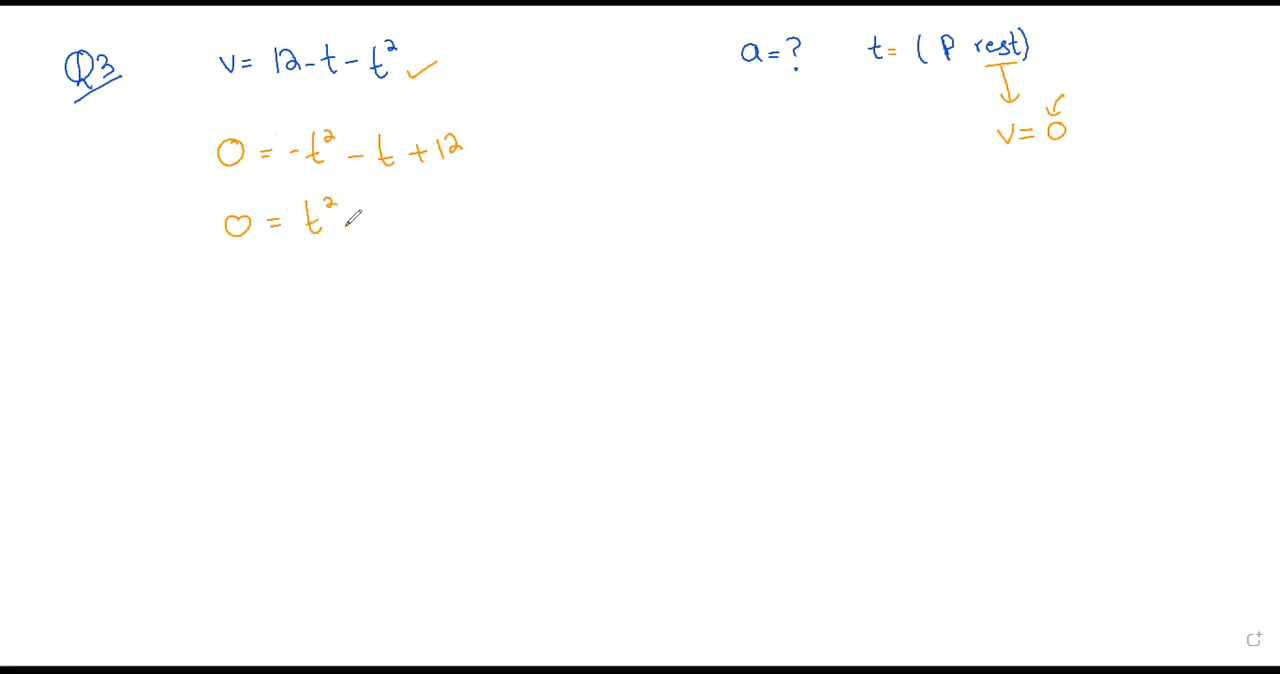 Q3 v= 12-t-t² ✓ a=? t= (P rest)
v= 0
0 = -t² - t + 12
0 = t²